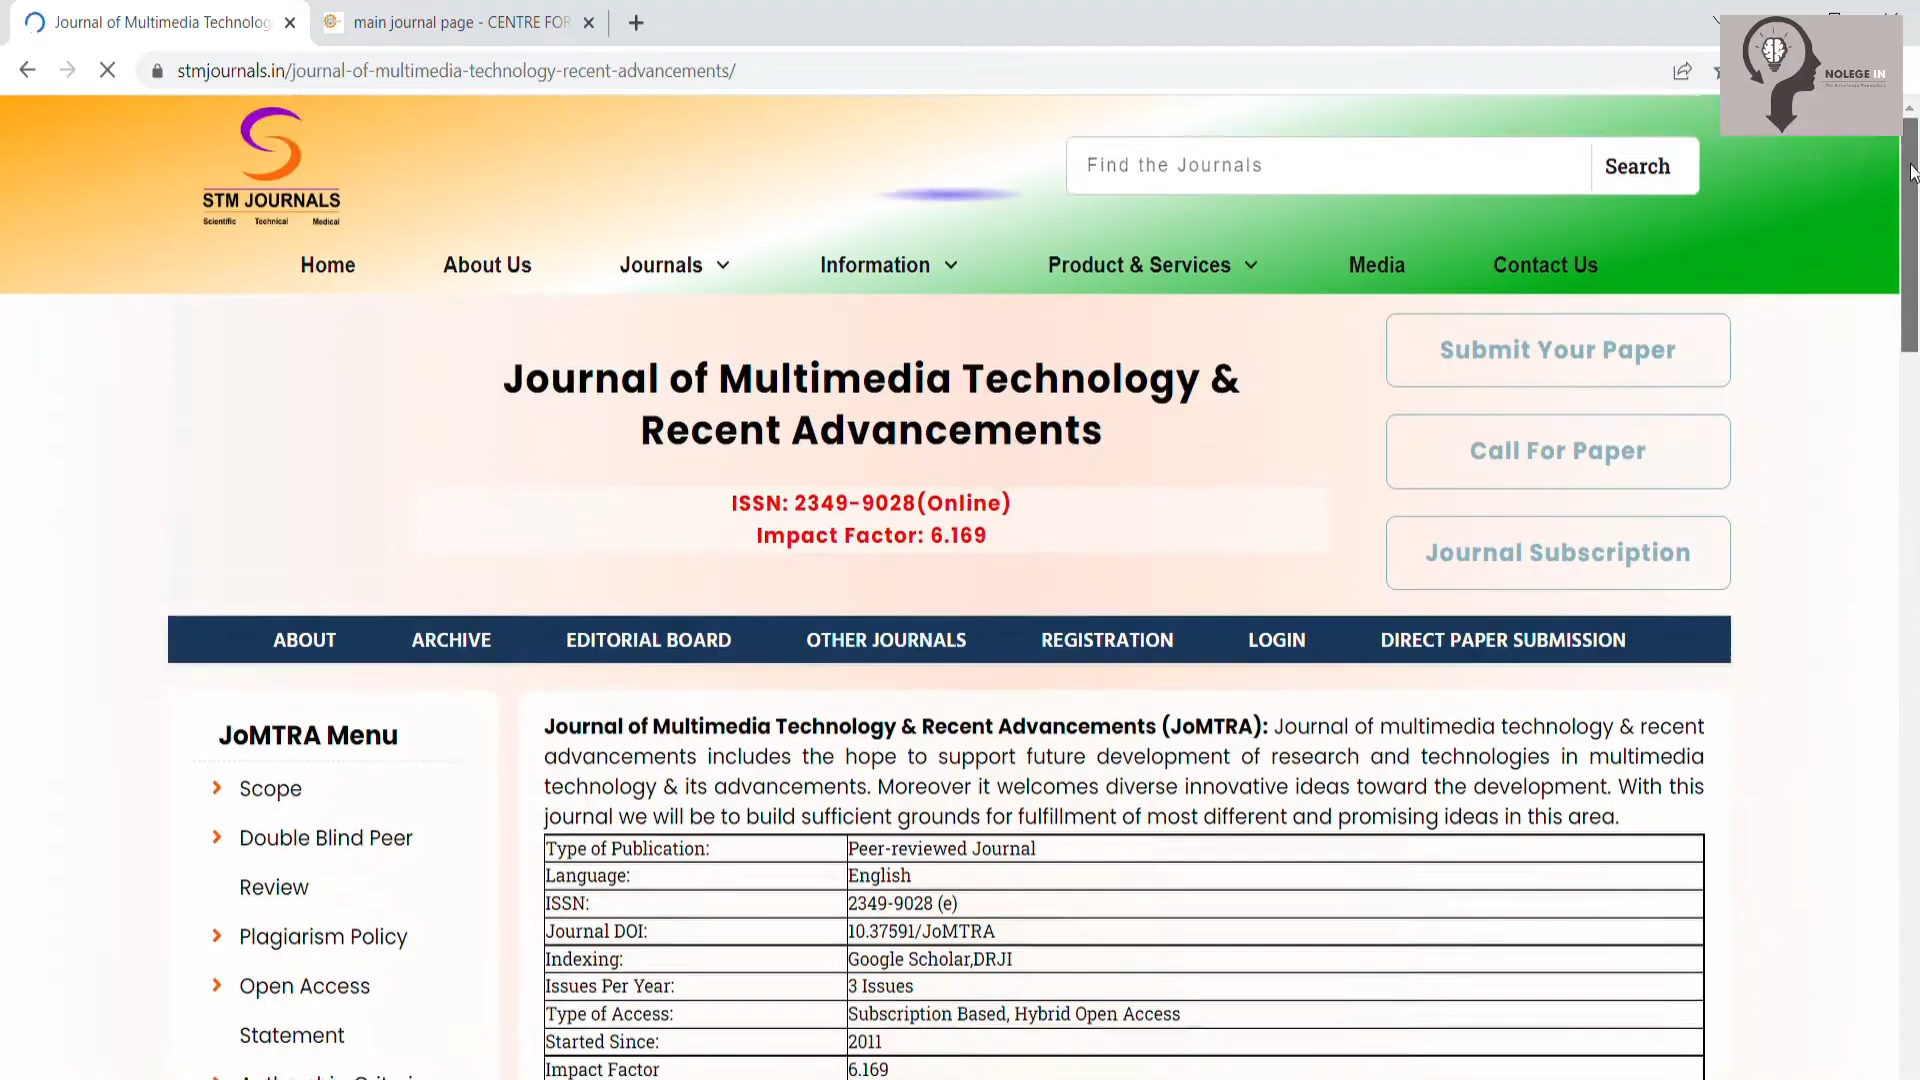 Journal of Multimedia Technolog
main journal page - CENTRE FOR
stmjournals.in/journal-of-multimedia-technology-recent-advancements/
NOLEGE IN
STM JOURNALS
Scientific Technical Medical
Find the Journals
Search
Home
About Us
Journals
Information
Product & Services
Media
Contact Us
Journal of Multimedia Technology &
Recent Advancements
ISSN: 2349-9028(Online)
Impact Factor: 6.169
Submit Your Paper
Call For Paper
Journal Subscription
ABOUT
ARCHIVE
EDITORIAL BOARD
OTHER JOURNALS
REGISTRATION
LOGIN
DIRECT PAPER SUBMISSION
JoMTRA Menu
Scope
Double Blind Peer
Review
Plagiarism Policy
Open Access
Statement
Journal of Multimedia Technology & Recent Advancements (JoMTRA): Journal of multimedia technology & recent
advancements includes the hope to support future development of research and technologies in multimedia
technology & its advancements. Moreover it welcomes diverse innovative ideas toward the development. With this
journal we will be to build sufficient grounds for fulfillment of most different and promising ideas in this area.
Type of Publication: Peer-reviewed Journal
Language: English
ISSN: 2349-9028 (e)
Journal DOI: 10.37591/JoMTRA
Indexing: Google Scholar,DRJI
Issues Per Year: 3 Issues
Type of Access: Subscription Based, Hybrid Open Access
Started Since: 2011
Impact Factor 6.169